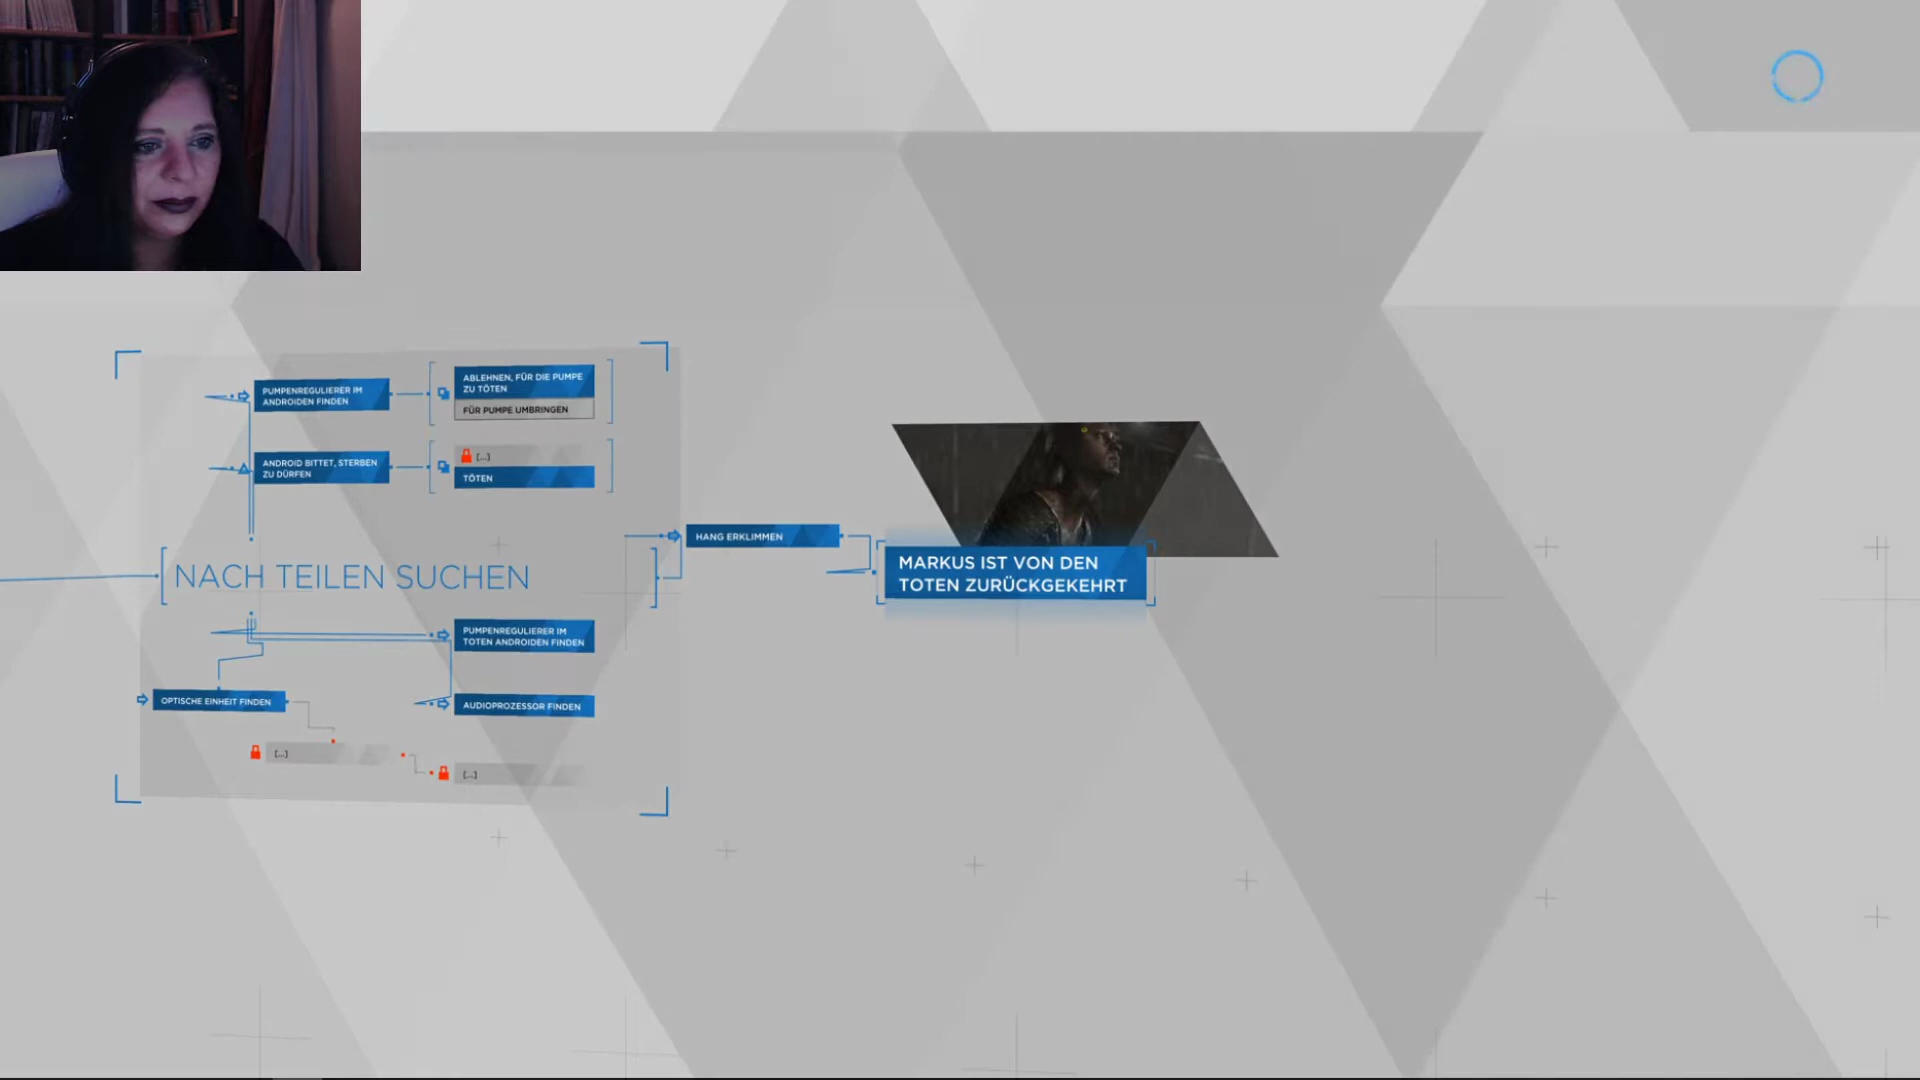 PUMPENREGULIERER IM
ANDROIDEN FINDEN
ABLEHNEN, FÜR DIE PUMPE
ZU TÖTEN
FÜR PUMPE UMBRINGEN
ANDROID BITTET, STERBEN
ZU DÜRFEN
[...]
TÖTEN
HANG ERKLIMMEN
MARKUS IST VON DEN
TOTEN ZURÜCKGEKEHRT
NACH TEILEN SUCHEN
PUMPENREGULIERER IM
TOTEN ANDROIDEN FINDEN
OPTISCHE EINHEIT FINDEN
AUDIOPROZESSOR FINDEN
[...]
[...]